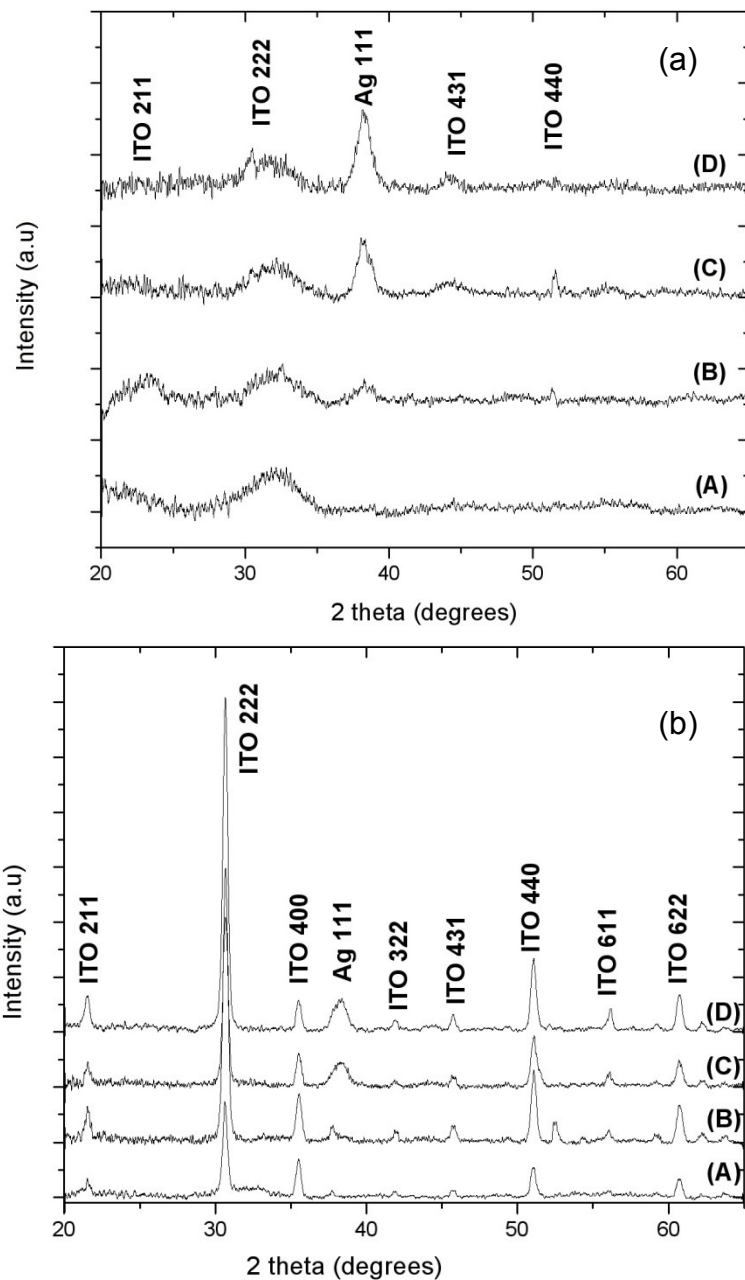 (a)
ITO 211
ITO 222
Ag 111
ITO 431
ITO 440
(D)
(C)
(B)
(A)
Intensity (a.u)
20 30 40 50 60
2 theta (degrees)
(b)
ITO 211
ITO 222
ITO 400
Ag 111
ITO 322
ITO 431
ITO 440
ITO 611
ITO 622
(D)
(C)
(B)
(A)
Intensity (a.u)
20 30 40 50 60
2 theta (degrees)